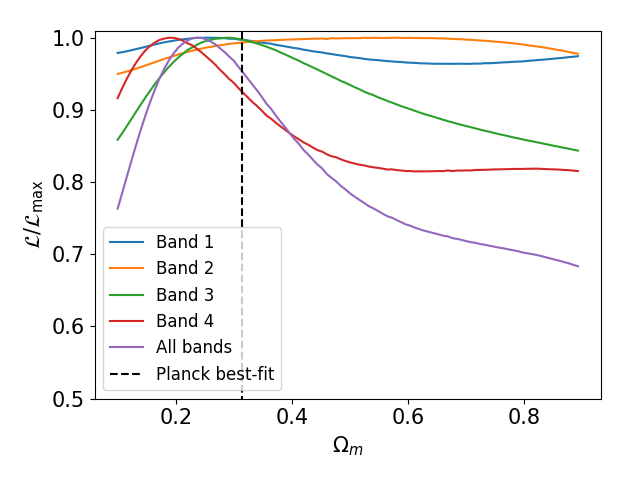 1.0
0.9
0.8
0.7
0.6
0.5
ℒ/ℒmax
Band 1
Band 2
Band 3
Band 4
All bands
Planck best-fit
0.2 0.4 0.6 0.8
Ωm